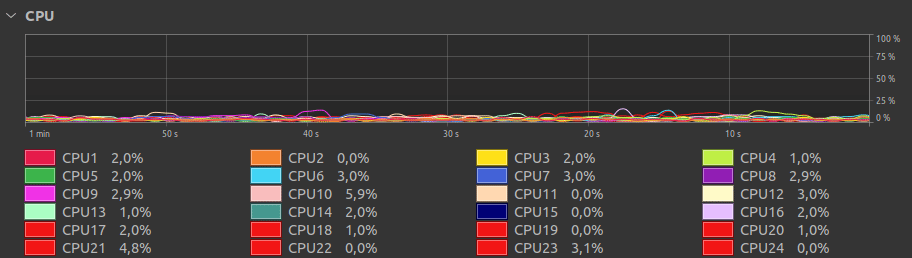 CPU
100 %
75 %
50 %
25 %
0 %
1 min 50 s 40 s 30 s 20 s 10 s
CPU1 2,0% CPU2 0,0% CPU3 2,0% CPU4 1,0%
CPU5 2,0% CPU6 3,0% CPU7 3,0% CPU8 2,9%
CPU9 2,9% CPU10 5,9% CPU11 0,0% CPU12 3,0%
CPU13 1,0% CPU14 2,0% CPU15 0,0% CPU16 2,0%
CPU17 2,0% CPU18 1,0% CPU19 0,0% CPU20 1,0%
CPU21 4,8% CPU22 0,0% CPU23 3,1% CPU24 0,0%